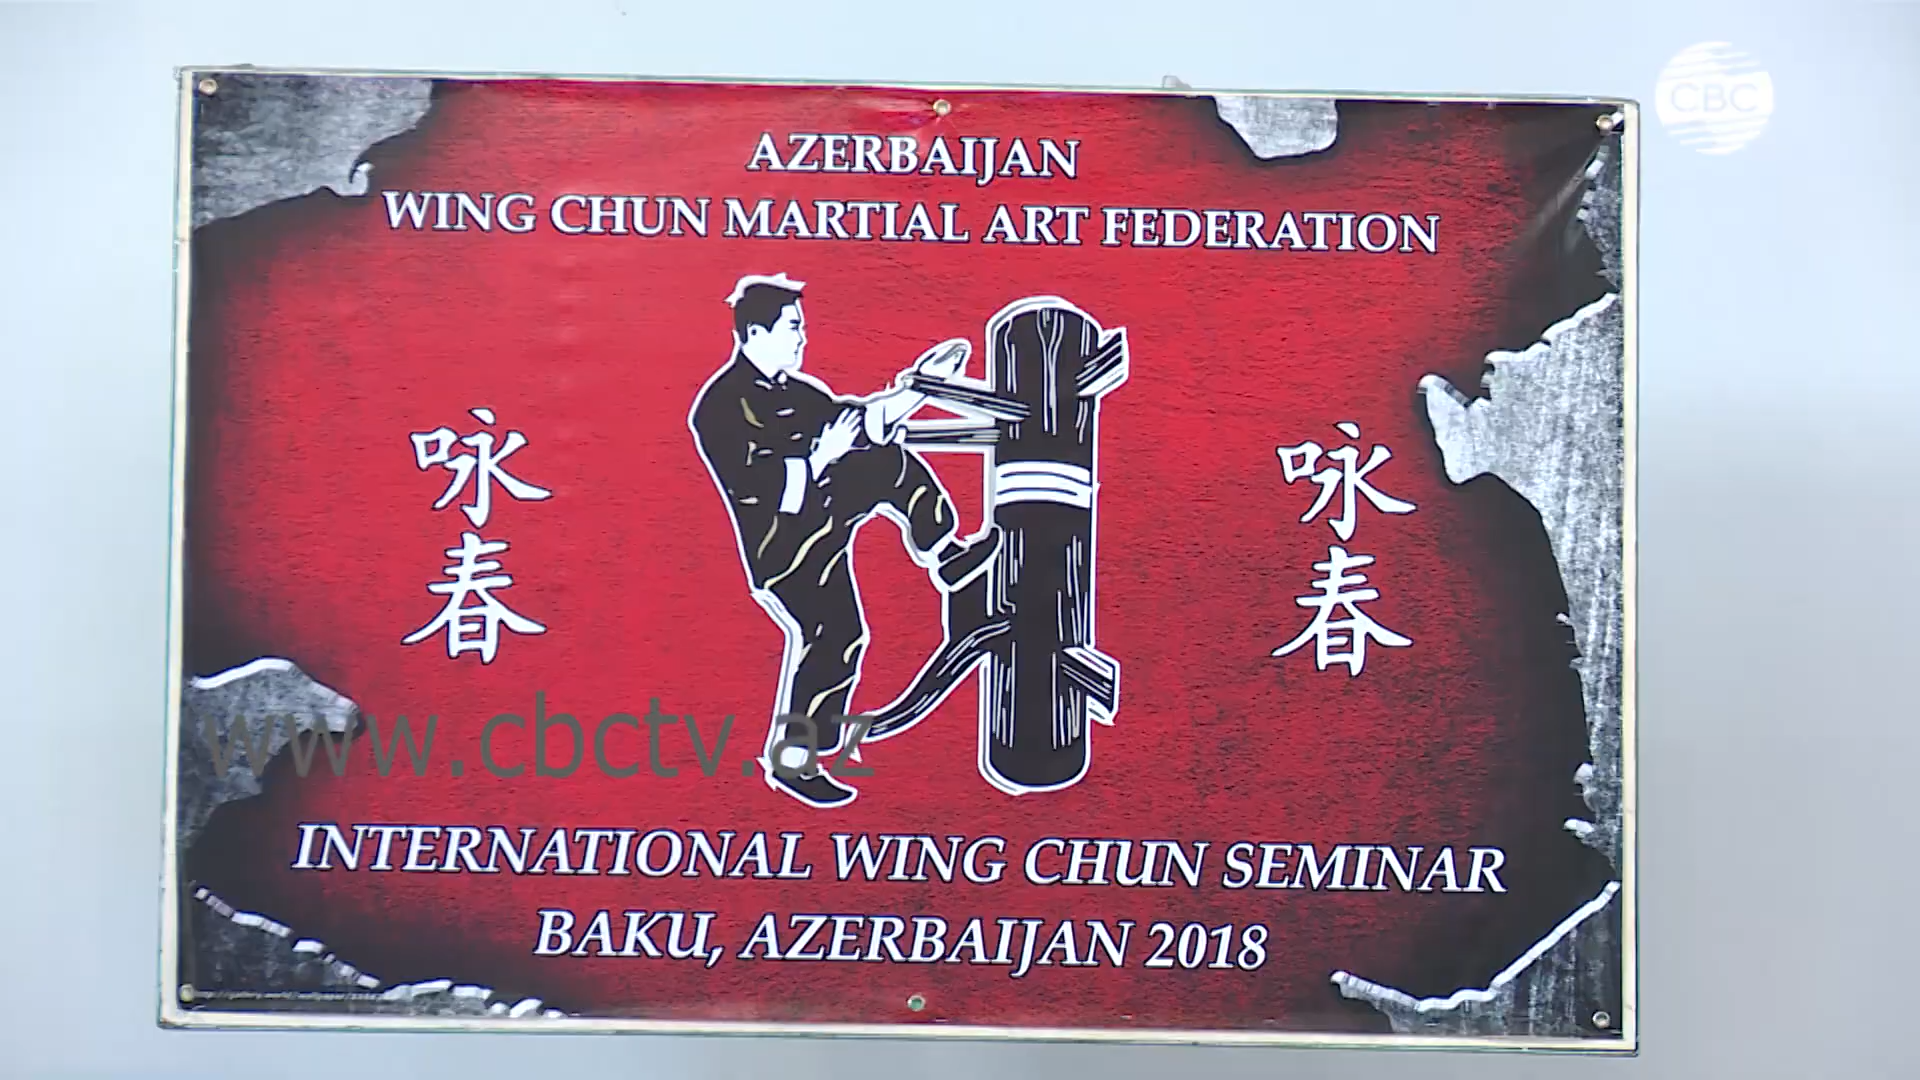 CBC
AZERBAIJAN
WING CHUN MARTIAL ART FEDERATION
咏春
咏春
www.cbctv.az
INTERNATIONAL WING CHUN SEMINAR
BAKU, AZERBAIJAN 2018